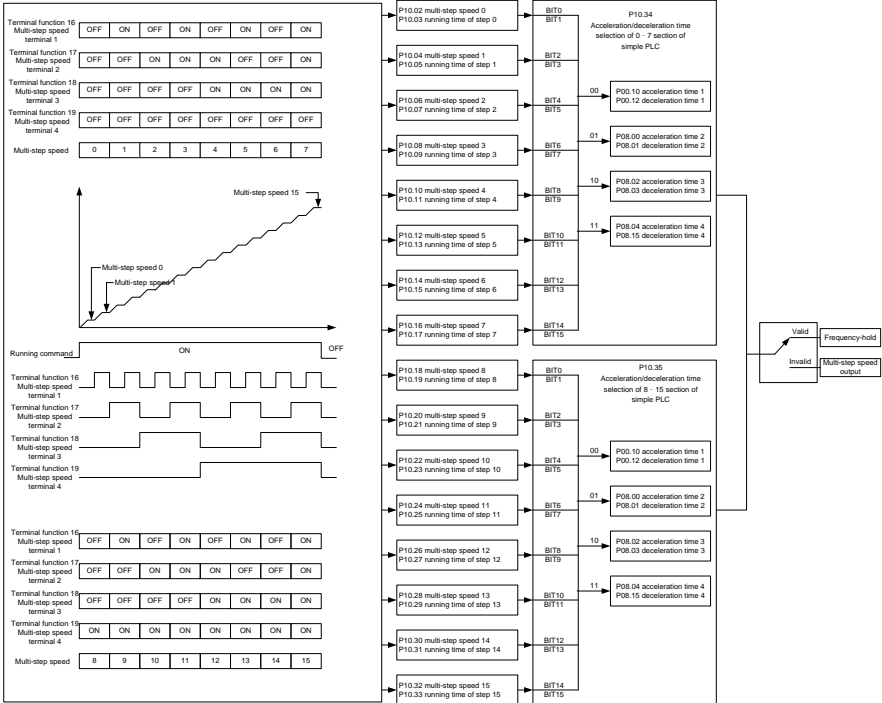 Terminal function 16
Multi-step speed
terminal 1
OFF ON OFF ON OFF ON OFF ON
Terminal function 17
Multi-step speed
terminal 2
OFF OFF ON ON OFF OFF ON ON
Terminal function 18
Multi-step speed
terminal 3
OFF OFF OFF OFF ON ON ON ON
Terminal function 19
Multi-step speed
terminal 4
OFF OFF OFF OFF OFF OFF OFF OFF
Multi-step speed 0 1 2 3 4 5 6 7
Multi-step speed 15
Multi-step speed 0
Multi-step speed 1
Running command ON OFF
Terminal function 16
Multi-step speed
terminal 1
Terminal function 17
Multi-step speed
terminal 2
Terminal function 18
Multi-step speed
terminal 3
Terminal function 19
Multi-step speed
terminal 4
Terminal function 16
Multi-step speed
terminal 1
OFF ON OFF ON OFF ON OFF ON
Terminal function 17
Multi-step speed
terminal 2
OFF OFF ON ON OFF OFF ON ON
Terminal function 18
Multi-step speed
terminal 3
OFF OFF OFF OFF ON ON ON ON
Terminal function 19
Multi-step speed
terminal 4
ON ON ON ON ON ON ON ON
Multi-step speed 8 9 10 11 12 13 14 15
P10.02 multi-step speed 0
P10.03 running time of step 0
P10.04 multi-step speed 1
P10.05 running time of step 1
P10.06 multi-step speed 2
P10.07 running time of step 2
P10.08 multi-step speed 3
P10.09 running time of step 3
P10.10 multi-step speed 4
P10.11 running time of step 4
P10.12 multi-step speed 5
P10.13 running time of step 5
P10.14 multi-step speed 6
P10.15 running time of step 6
P10.16 multi-step speed 7
P10.17 running time of step 7
P10.18 multi-step speed 8
P10.19 running time of step 8
P10.20 multi-step speed 9
P10.21 running time of step 9
P10.22 multi-step speed 10
P10.23 running time of step 10
P10.24 multi-step speed 11
P10.25 running time of step 11
P10.26 multi-step speed 12
P10.27 running time of step 12
P10.28 multi-step speed 13
P10.29 running time of step 13
P10.30 multi-step speed 14
P10.31 running time of step 14
P10.32 multi-step speed 15
P10.33 running time of step 15
BIT0
BIT1
BIT2
BIT3
BIT4
BIT5
BIT6
BIT7
BIT8
BIT9
BIT10
BIT11
BIT12
BIT13
BIT14
BIT15
P10.34
Acceleration/deceleration time
selection of 0 - 7 section of
simple PLC
00
P00.10 acceleration time 1
P00.12 deceleration time 1
01
P08.00 acceleration time 2
P08.01 deceleration time 2
10
P08.02 acceleration time 3
P08.03 deceleration time 3
11
P08.04 acceleration time 4
P08.15 deceleration time 4
BIT0
BIT1
BIT2
BIT3
BIT4
BIT5
BIT6
BIT7
BIT8
BIT9
BIT10
BIT11
BIT12
BIT13
BIT14
BIT15
P10.35
Acceleration/deceleration time
selection of 8 - 15 section of
simple PLC
00
P00.10 acceleration time 1
P00.12 deceleration time 1
01
P08.00 acceleration time 2
P08.01 deceleration time 2
10
P08.02 acceleration time 3
P08.03 deceleration time 3
11
P08.04 acceleration time 4
P08.15 deceleration time 4
Valid
Frequency-hold
Invalid
Multi-step speed
output